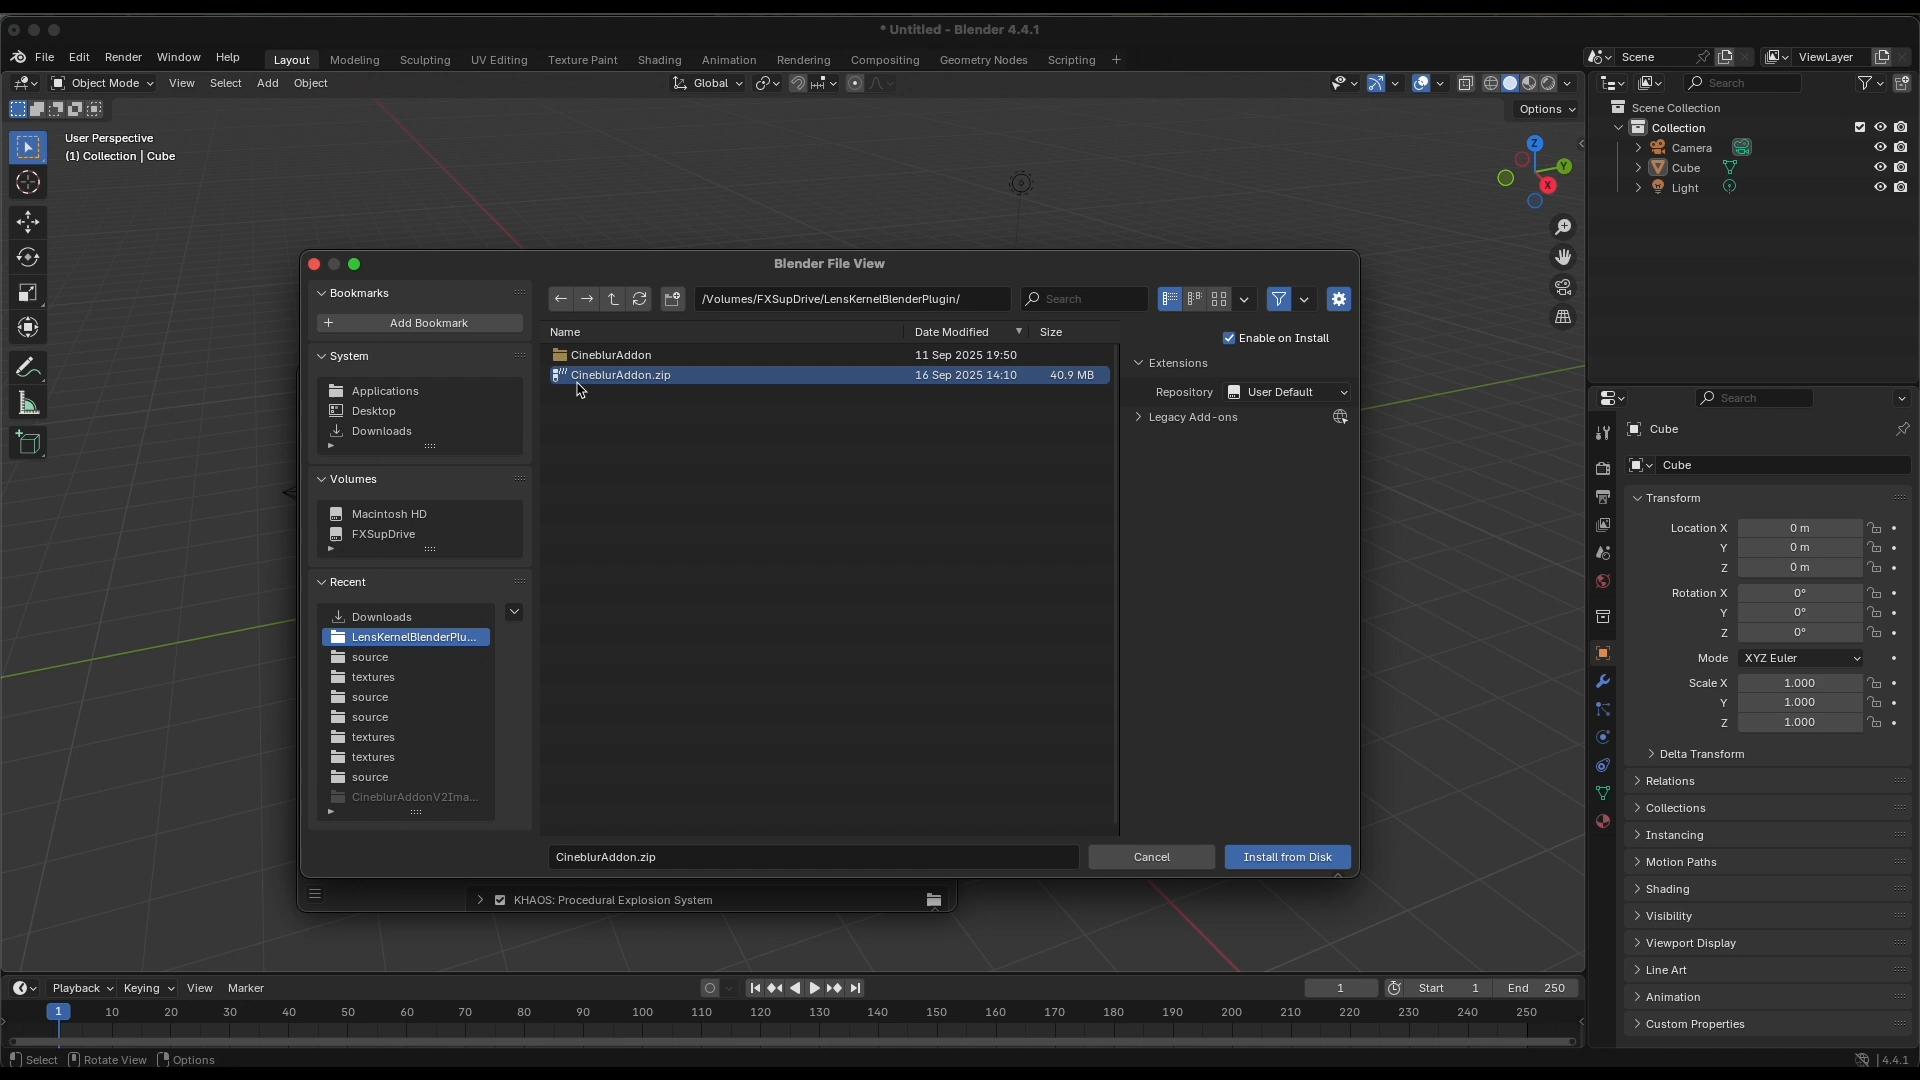 * Untitled - Blender 4.4.1
File Edit Render Window Help Layout Modeling Sculpting UV Editing Texture Paint Shading Animation Rendering Compositing Geometry Nodes Scripting + Scene ViewLayer
Object Mode View Select Add Object Global Search
Options
User Perspective
(1) Collection | Cube
Z
Y
X
Scene Collection
Collection
Camera
Cube
Light
Blender File View
Bookmarks
Add Bookmark
System
Applications
Desktop
Downloads
Volumes
Macintosh HD
FXSupDrive
Recent
Downloads
LensKernelBlenderPlu...
source
textures
source
source
textures
textures
source
CineblurAddonV2Ima...
/Volumes/FXSupDrive/LensKernelBlenderPlugin/ Search
Name Date Modified Size
CineblurAddon 11 Sep 2025 19:50
CineblurAddon.zip 16 Sep 2025 14:10 40.9 MB
Enable on Install
Extensions
Repository User Default
Legacy Add-ons
CineblurAddon.zip Cancel Install from Disk
KHAOS: Procedural Explosion System
Search
Cube
Cube
Transform
Location X 0 m
Y 0 m
Z 0 m
Rotation X 0°
Y 0°
Z 0°
Mode XYZ Euler
Scale X 1.000
Y 1.000
Z 1.000
Delta Transform
Relations
Collections
Instancing
Motion Paths
Shading
Visibility
Viewport Display
Line Art
Animation
Custom Properties
Playback Keying View Marker 1 Start 1 End 250
1 10 20 30 40 50 60 70 80 90 100 110 120 130 140 150 160 170 180 190 200 210 220 230 240 250
Select Rotate View Options 4.4.1